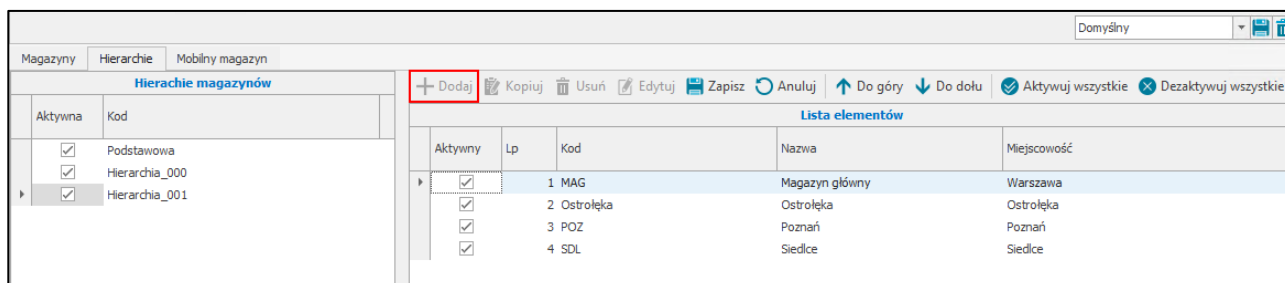 Domyślny
Magazyny Hierarchie Mobilny magazyn
Hierachie magazynów
Aktywna Kod
Podstawowa
Hierarchia_000
Hierarchia_001
Dodaj Kopiuj Usuń Edytuj Zapisz Anuluj Do góry Do dołu Aktywuj wszystkie Dezaktywuj wszystkie
Lista elementów
Aktywny Lp Kod Nazwa Miejscowość
1 MAG Magazyn główny Warszawa
2 Ostrołęka Ostrołęka Ostrołęka
3 POZ Poznań Poznań
4 SDL Siedlce Siedlce